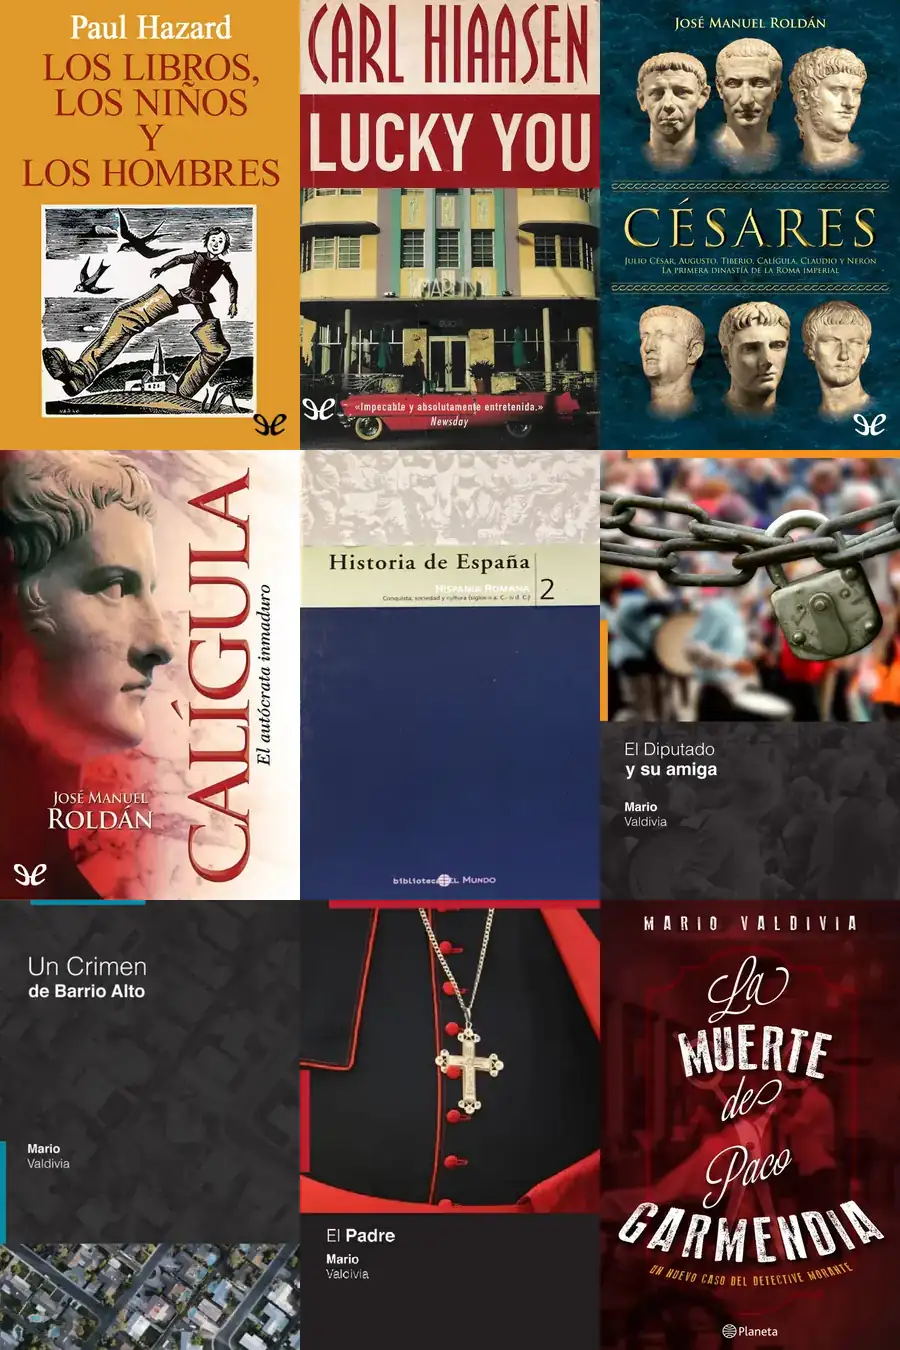 Paul Hazard
LOS LIBROS,
LOS NIÑOS
Y
LOS HOMBRES
CARL HIAASEN
LUCKY YOU
«Impecable y absolutamente entretenida.»
Newsday
JOSÉ MANUEL ROLDÁN
CÉSARES
JULIO CÉSAR, AUGUSTO, TIBERIO, CALÍGULA, CLAUDIO Y NERÓN
LA PRIMERA DINASTÍA DE LA ROMA IMPERIAL
CALÍGULA
El autócrata inmaduro
JOSÉ MANUEL
ROLDÁN
Historia de España
HISPANIA ROMANA
2
Conquista, sociedad y cultura
biblioteca EL MUNDO
El Diputado
y su amiga
Mario
Valdivia
Un Crimen
de Barrio Alto
Mario
Valdivia
El Padre
Mario
Valdivia
MARIO VALDIVIA
La
MUERTE
de
Paco
GARMENDIA
UN NUEVO CASO DEL DETECTIVE MORANTE
Planeta